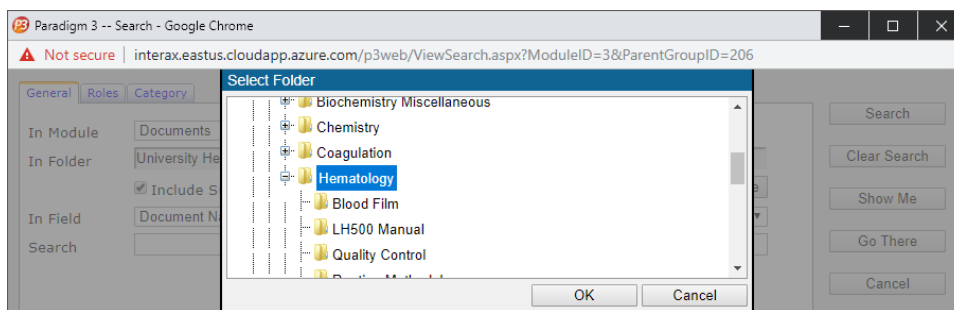 Paradigm 3 -- Search - Google Chrome
Not secure | interax.eastus.cloudapp.azure.com/p3web/ViewSearch.aspx?ModuleID=3&ParentGroupID=206
Select Folder
General Roles Category
In Module Documents
In Folder University He
Include S
In Field Document Na
Search
Biochemistry Miscellaneous
Chemistry
Coagulation
Hematology
Blood Film
LH500 Manual
Quality Control
OK Cancel
Search
Clear Search
Show Me
Go There
Cancel